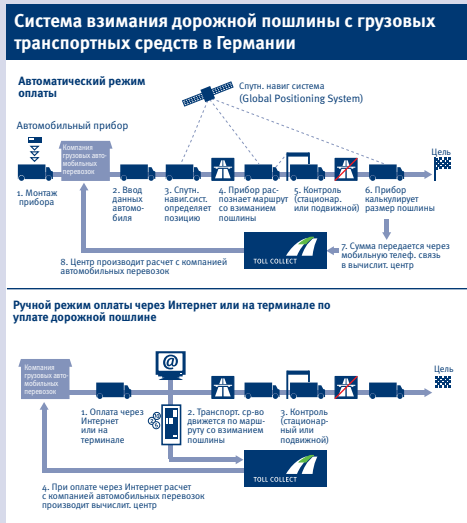 Система взимания дорожной пошлины с грузовых
транспортных средств в Германии
Автоматический режим
оплаты
Спутн. навиг система
(Global Positioning System)
Автомобильный прибор
Компания
грузовых авто-
мобильных
перевозок
Цель
1. Монтаж
прибора
2. Ввод
данных
автомо-
биля
3. Спутн.
навиг.сист.
определяет
позицию
4. Прибор рас-
познает маршрут
со взиманием
пошлины
5. Контроль
(стационар.
или подвижной)
6. Прибор
калькулирует
размер пошлины
7. Сумма передается через
мобильную телеф. связь
в вычислит. центр
TOLL COLLECT
8. Центр производит расчет с компанией
автомобильных перевозок
Ручной режим оплаты через Интернет или на терминале по
уплате дорожной пошлине
Компания
грузовых авто-
мобильных
перевозок
@
Цель
1. Оплата через
Интернет
или на
терминале
2. Транспорт. ср-во
движется по марш-
руту со взиманием
пошлины
3. Контроль
(стационар-
ный или
подвижной)
TOLL COLLECT
4. При оплате через Интернет расчет
с компанией автомобильных перевозок
производит вычислит. центр